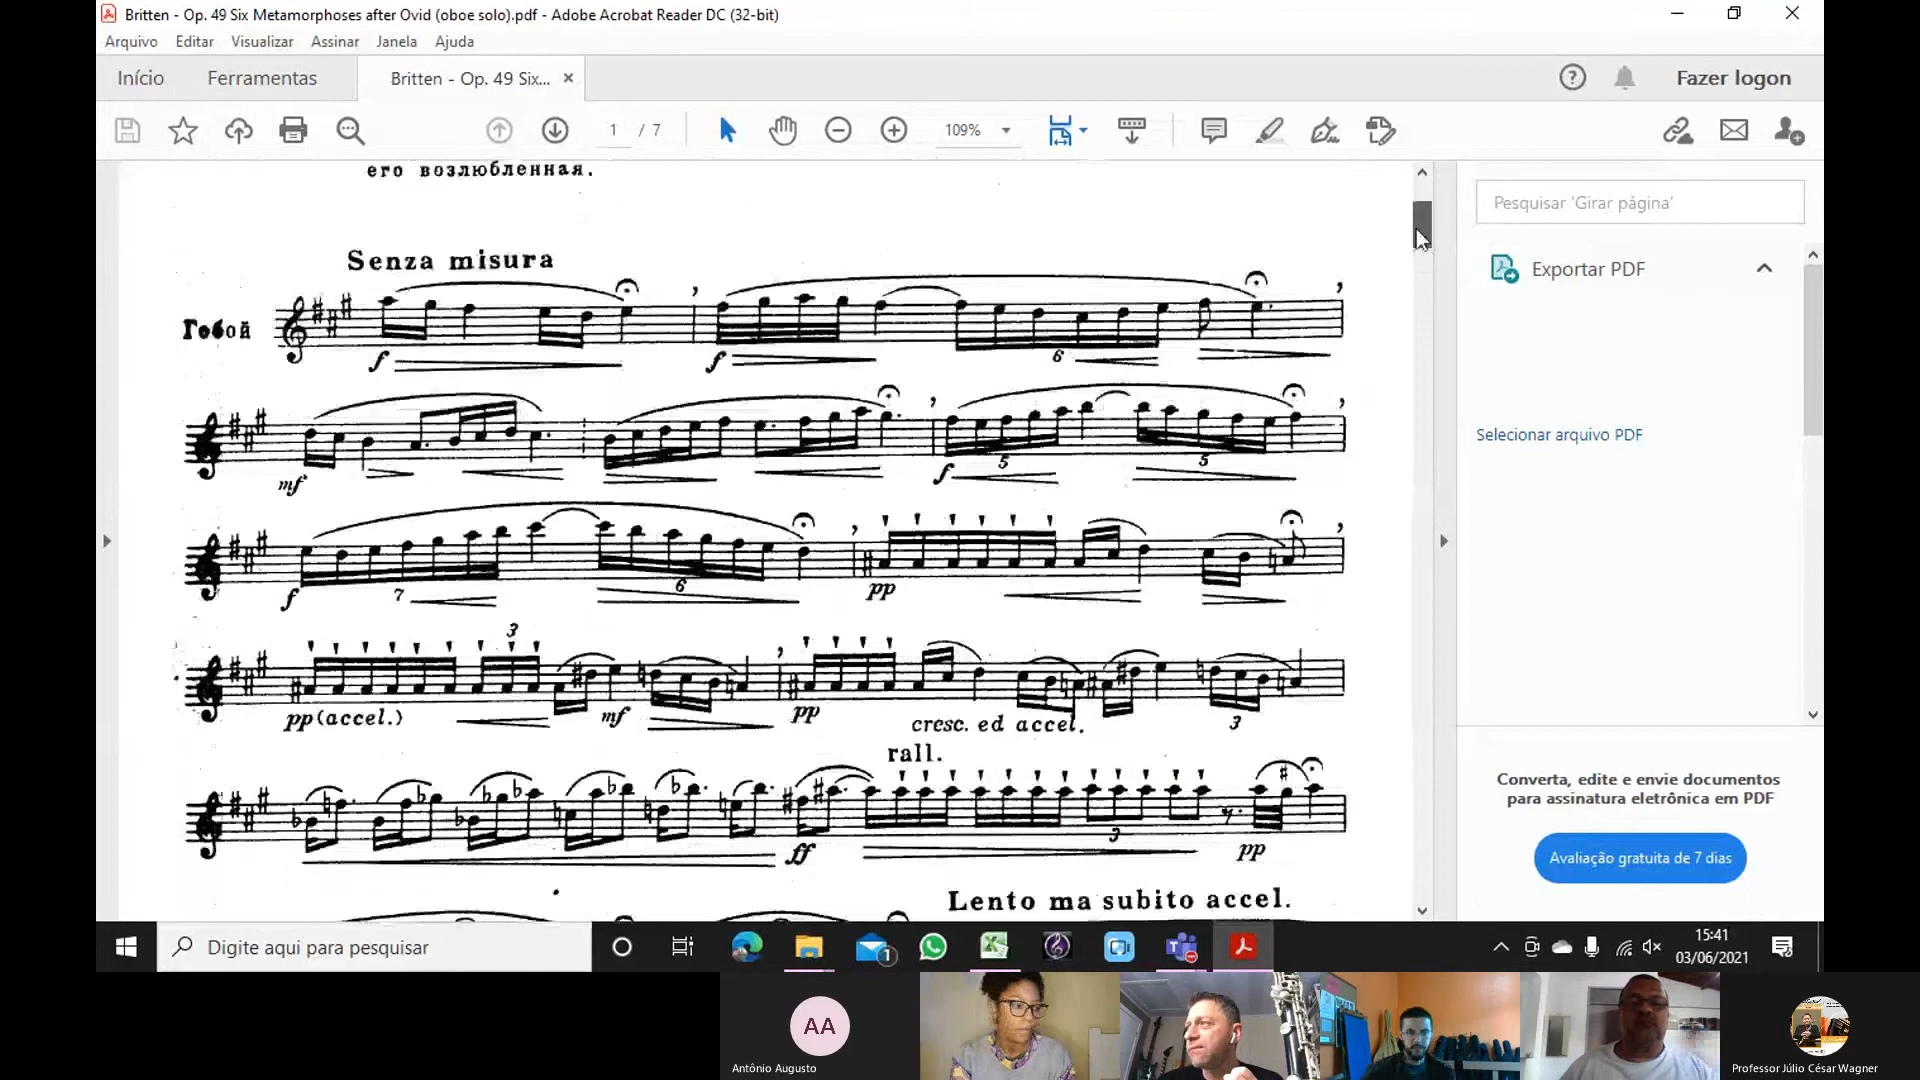 Britten - Op. 49 Six Metamorphoses after Ovid (oboe solo).pdf - Adobe Acrobat Reader DC (32-bit)
Arquivo Editar Visualizar Assinar Janela Ajuda
Início Ferramentas Britten - Op. 49 Six... × Fazer logon
1 / 7 109%
его возлюбленная.
Pesquisar 'Girar página'
Senza misura
Exportar PDF
Гобой
f f 6
Selecionar arquivo PDF
mf f 5 5
f 7 6 pp
3
pp (accel.) mf pp cresc. ed accel. 3
rall.
Converta, edite e envie documentos
para assinatura eletrônica em PDF
ff 3 pp
Avaliação gratuita de 7 dias
Lento ma subito accel.
Digite aqui para pesquisar
1
15:41
03/06/2021
AA
Antônio Augusto
Professor Júlio César Wagner